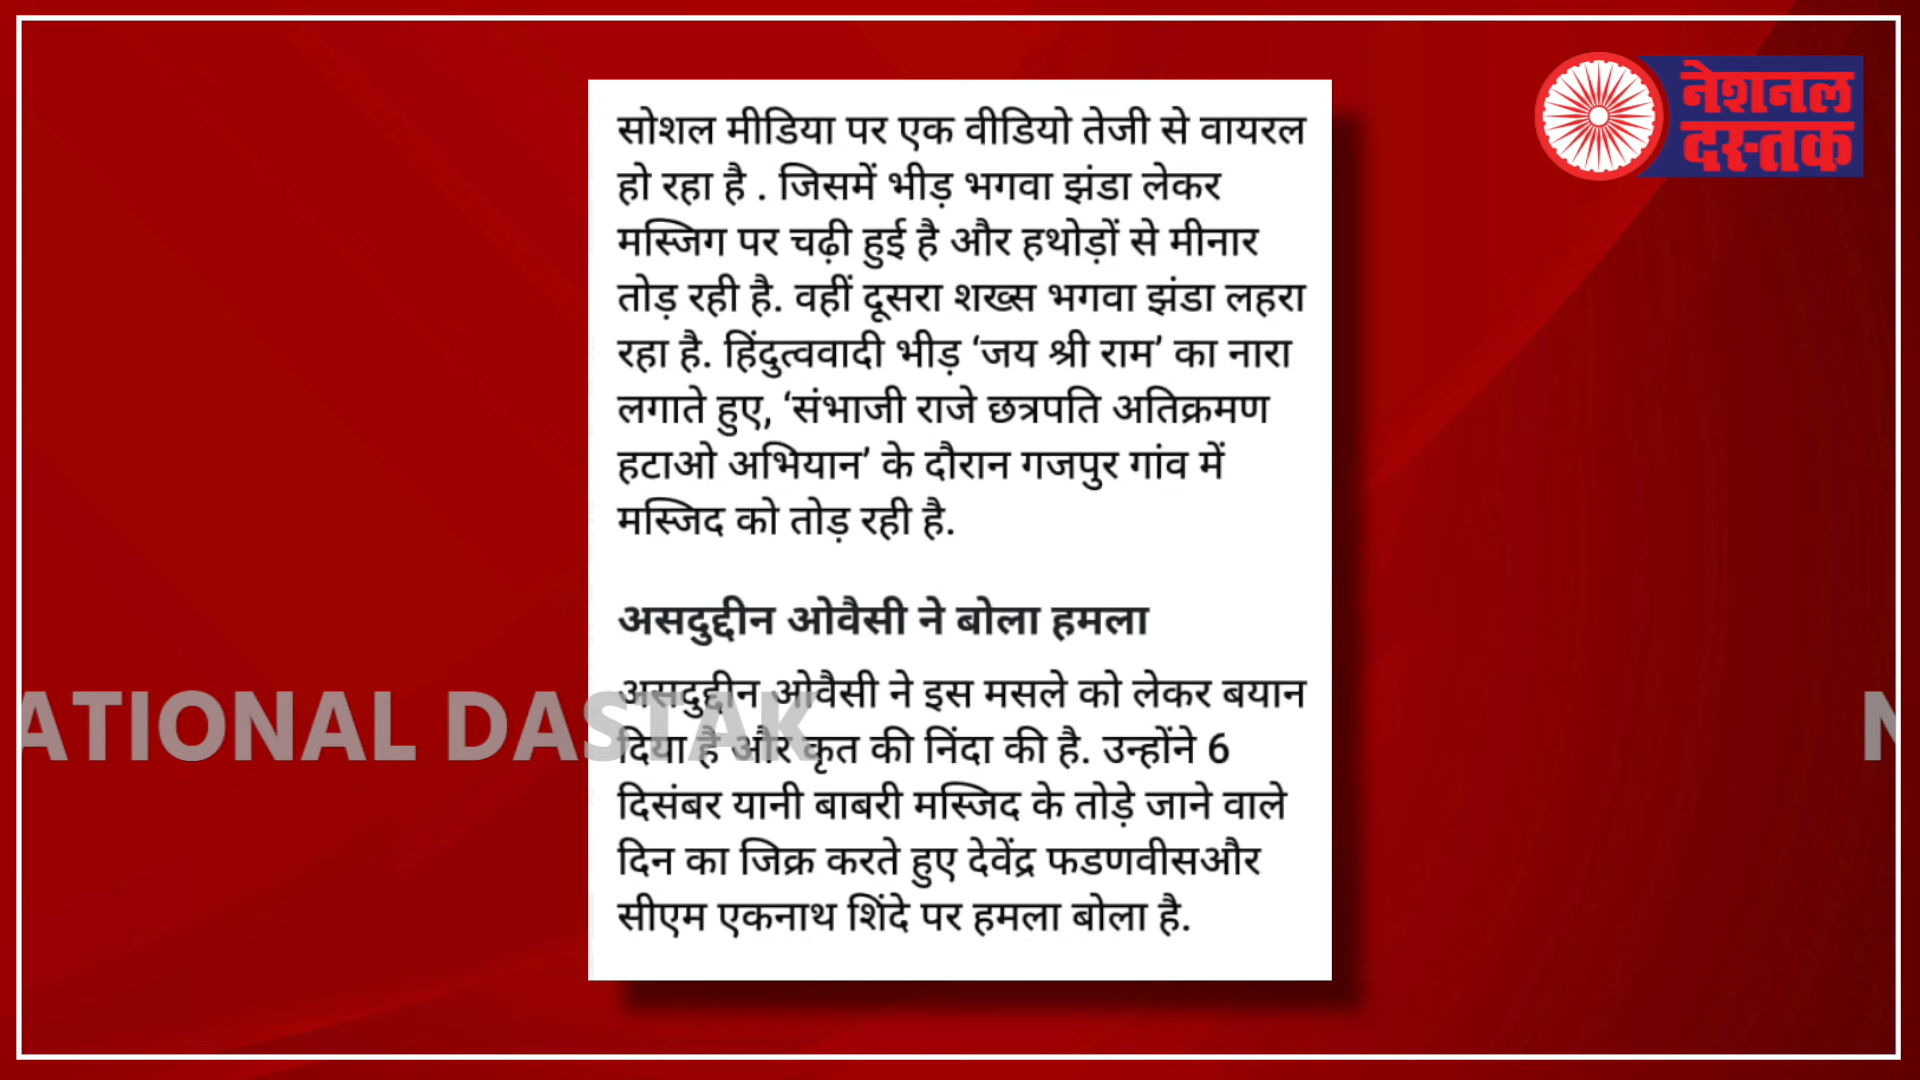 नेशनल
दस्तक
सोशल मीडिया पर एक वीडियो तेजी से वायरल
हो रहा है . जिसमें भीड़ भगवा झंडा लेकर
मस्जिग पर चढ़ी हुई है और हथोड़ों से मीनार
तोड़ रही है. वहीं दूसरा शख्स भगवा झंडा लहरा
रहा है. हिंदुत्ववादी भीड़ ‘जय श्री राम’ का नारा
लगाते हुए, ‘संभाजी राजे छत्रपति अतिक्रमण
हटाओ अभियान’ के दौरान गजपुर गांव में
मस्जिद को तोड़ रही है.
असदुद्दीन ओवैसी ने बोला हमला
असदुद्दीन ओवैसी ने इस मसले को लेकर बयान
दिया है और कृत की निंदा की है. उन्होंने 6
दिसंबर यानी बाबरी मस्जिद के तोड़े जाने वाले
दिन का जिक्र करते हुए देवेंद्र फडणवीसऔर
सीएम एकनाथ शिंदे पर हमला बोला है.
ATIONAL DASTAK
N